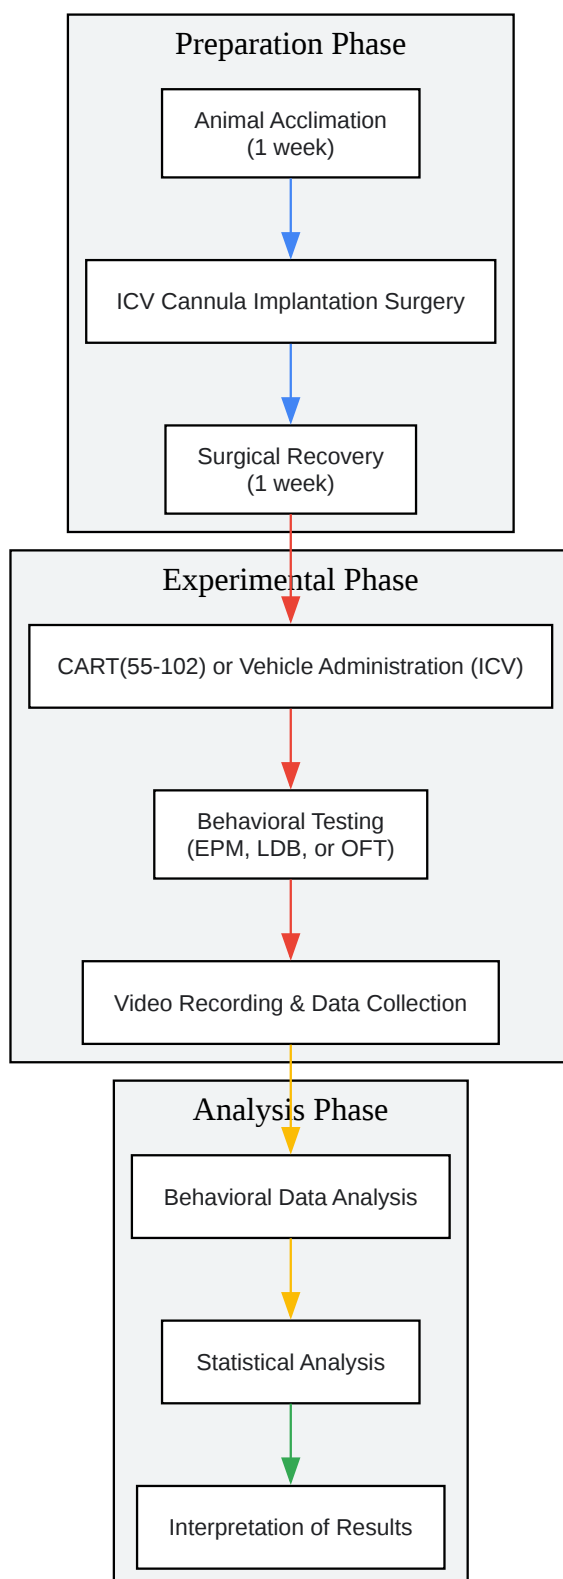 Preparation Phase
Animal Acclimation
(1 week)
ICV Cannula Implantation Surgery
Surgical Recovery
(1 week)
Experimental Phase
CART(55-102) or Vehicle Administration (ICV)
Behavioral Testing
(EPM, LDB, or OFT)
Video Recording & Data Collection
Analysis Phase
Behavioral Data Analysis
Statistical Analysis
Interpretation of Results